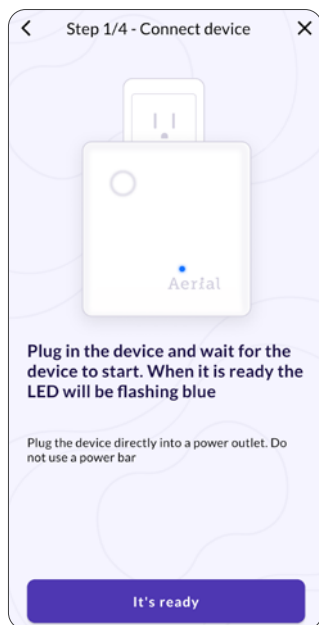 Step 1/4 - Connect device
Aerial
Plug in the device and wait for the
device to start. When it is ready the
LED will be flashing blue
Plug the device directly into a power outlet. Do
not use a power bar
It's ready